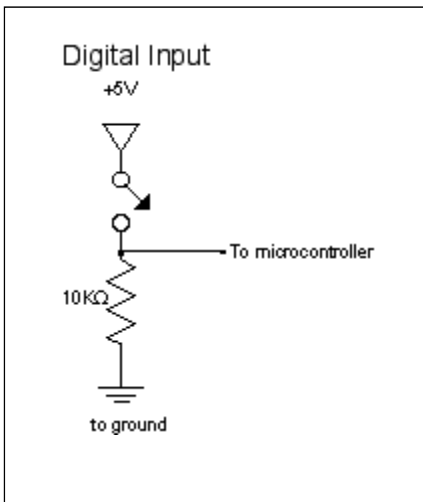 Digital Input
+5V
To microcontroller
10KΩ
to ground